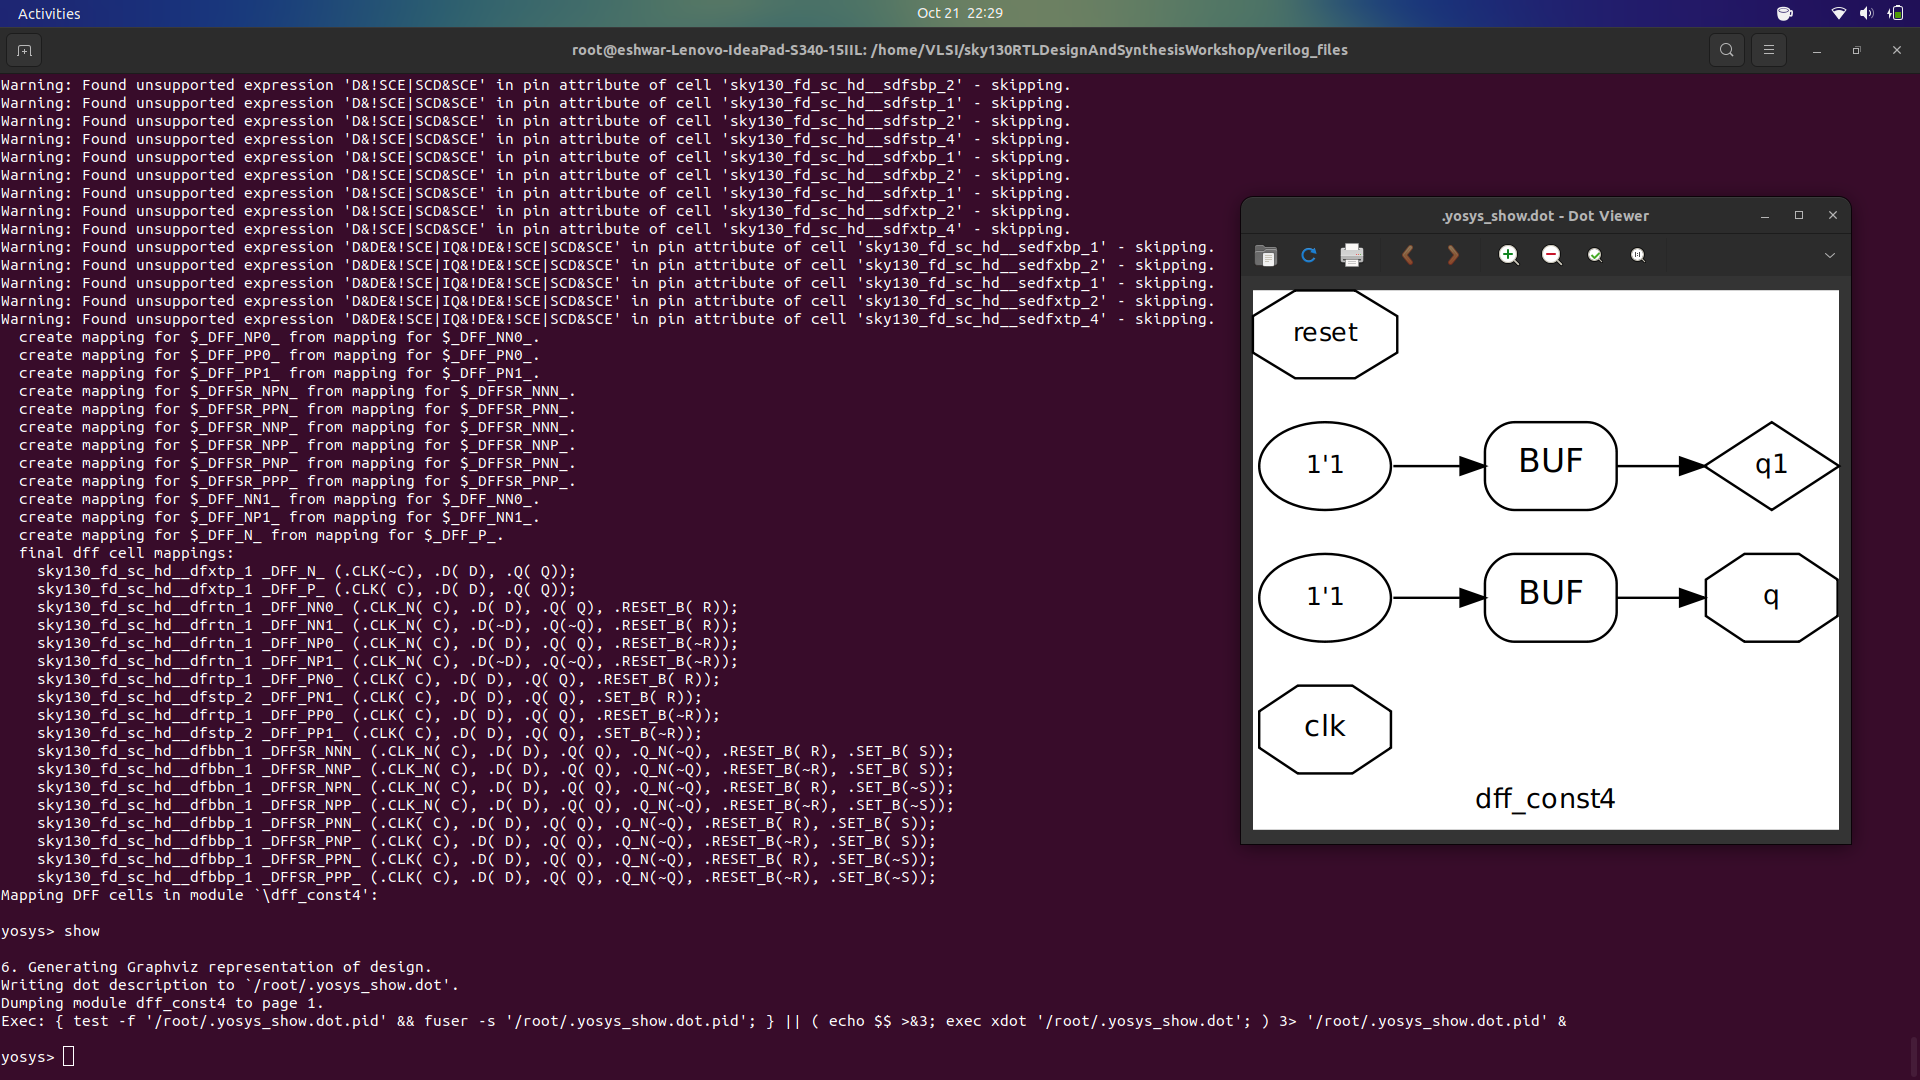 Activities
Oct 21 22:29
root@eshwar-Lenovo-IdeaPad-S340-15IIL: /home/VLSI/sky130RTLDesignAndSynthesisWorkshop/verilog_files
Warning: Found unsupported expression 'D&!SCE|SCD&SCE' in pin attribute of cell 'sky130_fd_sc_hd__sdfsbp_2' - skipping.
Warning: Found unsupported expression 'D&!SCE|SCD&SCE' in pin attribute of cell 'sky130_fd_sc_hd__sdfstp_1' - skipping.
Warning: Found unsupported expression 'D&!SCE|SCD&SCE' in pin attribute of cell 'sky130_fd_sc_hd__sdfstp_2' - skipping.
Warning: Found unsupported expression 'D&!SCE|SCD&SCE' in pin attribute of cell 'sky130_fd_sc_hd__sdfstp_4' - skipping.
Warning: Found unsupported expression 'D&!SCE|SCD&SCE' in pin attribute of cell 'sky130_fd_sc_hd__sdfxbp_1' - skipping.
Warning: Found unsupported expression 'D&!SCE|SCD&SCE' in pin attribute of cell 'sky130_fd_sc_hd__sdfxbp_2' - skipping.
Warning: Found unsupported expression 'D&!SCE|SCD&SCE' in pin attribute of cell 'sky130_fd_sc_hd__sdfxtp_1' - skipping.
Warning: Found unsupported expression 'D&!SCE|SCD&SCE' in pin attribute of cell 'sky130_fd_sc_hd__sdfxtp_2' - skipping.
Warning: Found unsupported expression 'D&!SCE|SCD&SCE' in pin attribute of cell 'sky130_fd_sc_hd__sdfxtp_4' - skipping.
Warning: Found unsupported expression 'D&DE&!SCE|IQ&!DE&!SCE|SCD&SCE' in pin attribute of cell 'sky130_fd_sc_hd__sedfxbp_1' - skipping.
Warning: Found unsupported expression 'D&DE&!SCE|IQ&!DE&!SCE|SCD&SCE' in pin attribute of cell 'sky130_fd_sc_hd__sedfxbp_2' - skipping.
Warning: Found unsupported expression 'D&DE&!SCE|IQ&!DE&!SCE|SCD&SCE' in pin attribute of cell 'sky130_fd_sc_hd__sedfxtp_1' - skipping.
Warning: Found unsupported expression 'D&DE&!SCE|IQ&!DE&!SCE|SCD&SCE' in pin attribute of cell 'sky130_fd_sc_hd__sedfxtp_2' - skipping.
Warning: Found unsupported expression 'D&DE&!SCE|IQ&!DE&!SCE|SCD&SCE' in pin attribute of cell 'sky130_fd_sc_hd__sedfxtp_4' - skipping.
create mapping for $_DFF_NP0_ from mapping for $_DFF_NN0_.
create mapping for $_DFF_PP0_ from mapping for $_DFF_PN0_.
create mapping for $_DFF_PP1_ from mapping for $_DFF_PN1_.
create mapping for $_DFFSR_NPN_ from mapping for $_DFFSR_NNN_.
create mapping for $_DFFSR_PPN_ from mapping for $_DFFSR_PNN_.
create mapping for $_DFFSR_NNP_ from mapping for $_DFFSR_NNN_.
create mapping for $_DFFSR_NPP_ from mapping for $_DFFSR_NNP_.
create mapping for $_DFFSR_PNP_ from mapping for $_DFFSR_PNN_.
create mapping for $_DFFSR_PPP_ from mapping for $_DFFSR_PNP_.
create mapping for $_DFF_NN1_ from mapping for $_DFF_NN0_.
create mapping for $_DFF_NP1_ from mapping for $_DFF_NN1_.
create mapping for $_DFF_N_ from mapping for $_DFF_P_.
final dff cell mappings:
sky130_fd_sc_hd__dfxtp_1 _DFF_N_ (.CLK(~C), .D( D), .Q( Q));
sky130_fd_sc_hd__dfxtp_1 _DFF_P_ (.CLK( C), .D( D), .Q( Q));
sky130_fd_sc_hd__dfrtn_1 _DFF_NN0_ (.CLK_N( C), .D( D), .Q( Q), .RESET_B( R));
sky130_fd_sc_hd__dfrtn_1 _DFF_NN1_ (.CLK_N( C), .D(~D), .Q(~Q), .RESET_B( R));
sky130_fd_sc_hd__dfrtn_1 _DFF_NP0_ (.CLK_N( C), .D( D), .Q( Q), .RESET_B(~R));
sky130_fd_sc_hd__dfrtn_1 _DFF_NP1_ (.CLK_N( C), .D(~D), .Q(~Q), .RESET_B(~R));
sky130_fd_sc_hd__dfrtp_1 _DFF_PN0_ (.CLK( C), .D( D), .Q( Q), .RESET_B( R));
sky130_fd_sc_hd__dfstp_2 _DFF_PN1_ (.CLK( C), .D( D), .Q( Q), .SET_B( R));
sky130_fd_sc_hd__dfrtp_1 _DFF_PP0_ (.CLK( C), .D( D), .Q( Q), .RESET_B(~R));
sky130_fd_sc_hd__dfstp_2 _DFF_PP1_ (.CLK( C), .D( D), .Q( Q), .SET_B(~R));
sky130_fd_sc_hd__dfbbn_1 _DFFSR_NNN_ (.CLK_N( C), .D( D), .Q( Q), .Q_N(~Q), .RESET_B( R), .SET_B( S));
sky130_fd_sc_hd__dfbbn_1 _DFFSR_NNP_ (.CLK_N( C), .D( D), .Q( Q), .Q_N(~Q), .RESET_B(~R), .SET_B( S));
sky130_fd_sc_hd__dfbbn_1 _DFFSR_NPN_ (.CLK_N( C), .D( D), .Q( Q), .Q_N(~Q), .RESET_B( R), .SET_B(~S));
sky130_fd_sc_hd__dfbbn_1 _DFFSR_NPP_ (.CLK_N( C), .D( D), .Q( Q), .Q_N(~Q), .RESET_B(~R), .SET_B(~S));
sky130_fd_sc_hd__dfbbp_1 _DFFSR_PNN_ (.CLK( C), .D( D), .Q( Q), .Q_N(~Q), .RESET_B( R), .SET_B( S));
sky130_fd_sc_hd__dfbbp_1 _DFFSR_PNP_ (.CLK( C), .D( D), .Q( Q), .Q_N(~Q), .RESET_B(~R), .SET_B( S));
sky130_fd_sc_hd__dfbbp_1 _DFFSR_PPN_ (.CLK( C), .D( D), .Q( Q), .Q_N(~Q), .RESET_B( R), .SET_B(~S));
sky130_fd_sc_hd__dfbbp_1 _DFFSR_PPP_ (.CLK( C), .D( D), .Q( Q), .Q_N(~Q), .RESET_B(~R), .SET_B(~S));
Mapping DFF cells in module `\dff_const4':
yosys> show
6. Generating Graphviz representation of design.
Writing dot description to `/root/.yosys_show.dot'.
Dumping module dff_const4 to page 1.
Exec: { test -f '/root/.yosys_show.dot.pid' && fuser -s '/root/.yosys_show.dot.pid'; } || ( echo $$ >&3; exec xdot '/root/.yosys_show.dot'; ) 3> '/root/.yosys_show.dot.pid' &
yosys>
.yosys_show.dot - Dot Viewer
reset
1'1 BUF q1
1'1 BUF q
clk
dff_const4